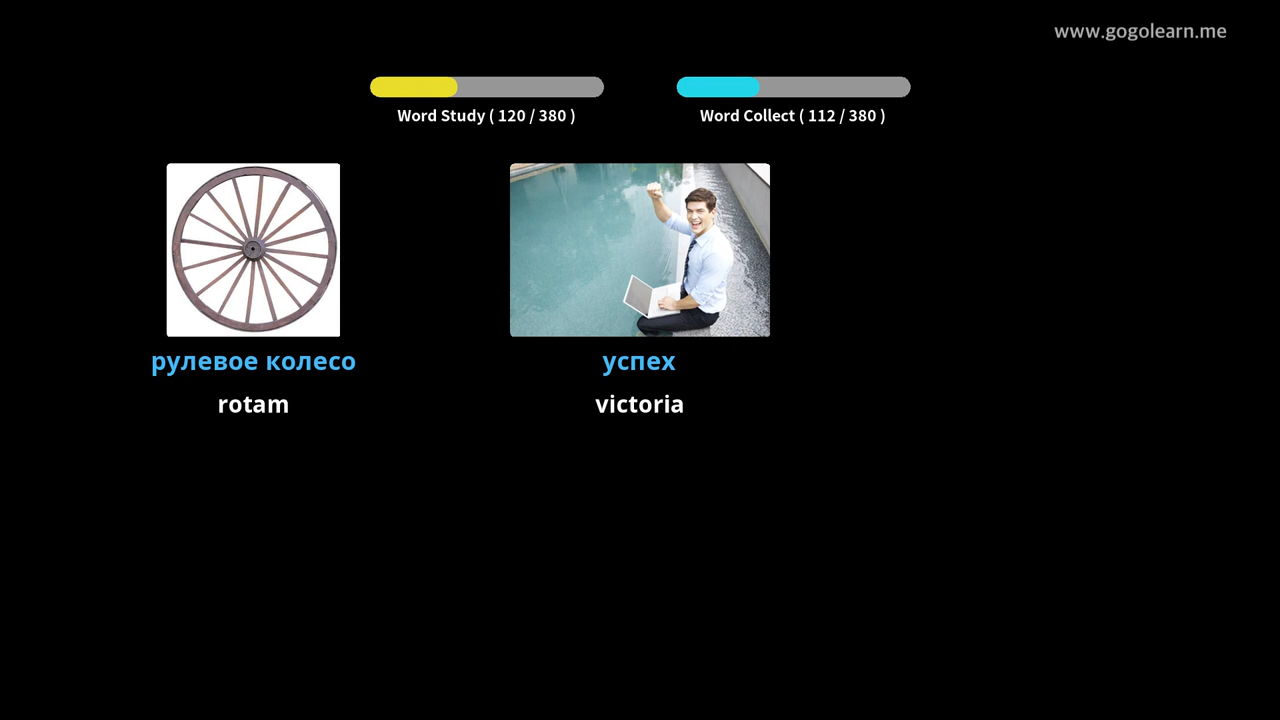 www.gogolearn.me
Word Study ( 120 / 380 )
Word Collect ( 112 / 380 )
рулевое колесо
rotam
успех
victoria